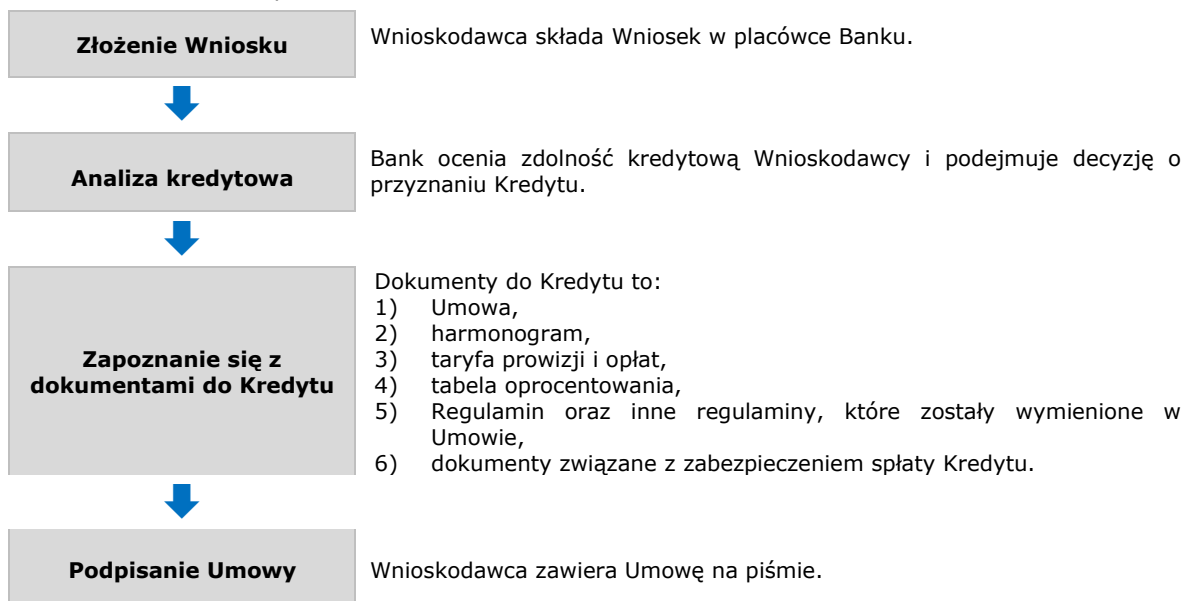 Złożenie Wniosku
Wnioskodawca składa Wniosek w placówce Banku.
Analiza kredytowa
Bank ocenia zdolność kredytową Wnioskodawcy i podejmuje decyzję o
przyznaniu Kredytu.
Zapoznanie się z
dokumentami do Kredytu
Dokumenty do Kredytu to:
1) Umowa,
2) harmonogram,
3) taryfa prowizji i opłat,
4) tabela oprocentowania,
5) Regulamin oraz inne regulaminy, które zostały wymienione w
Umowie,
6) dokumenty związane z zabezpieczeniem spłaty Kredytu.
Podpisanie Umowy
Wnioskodawca zawiera Umowę na piśmie.